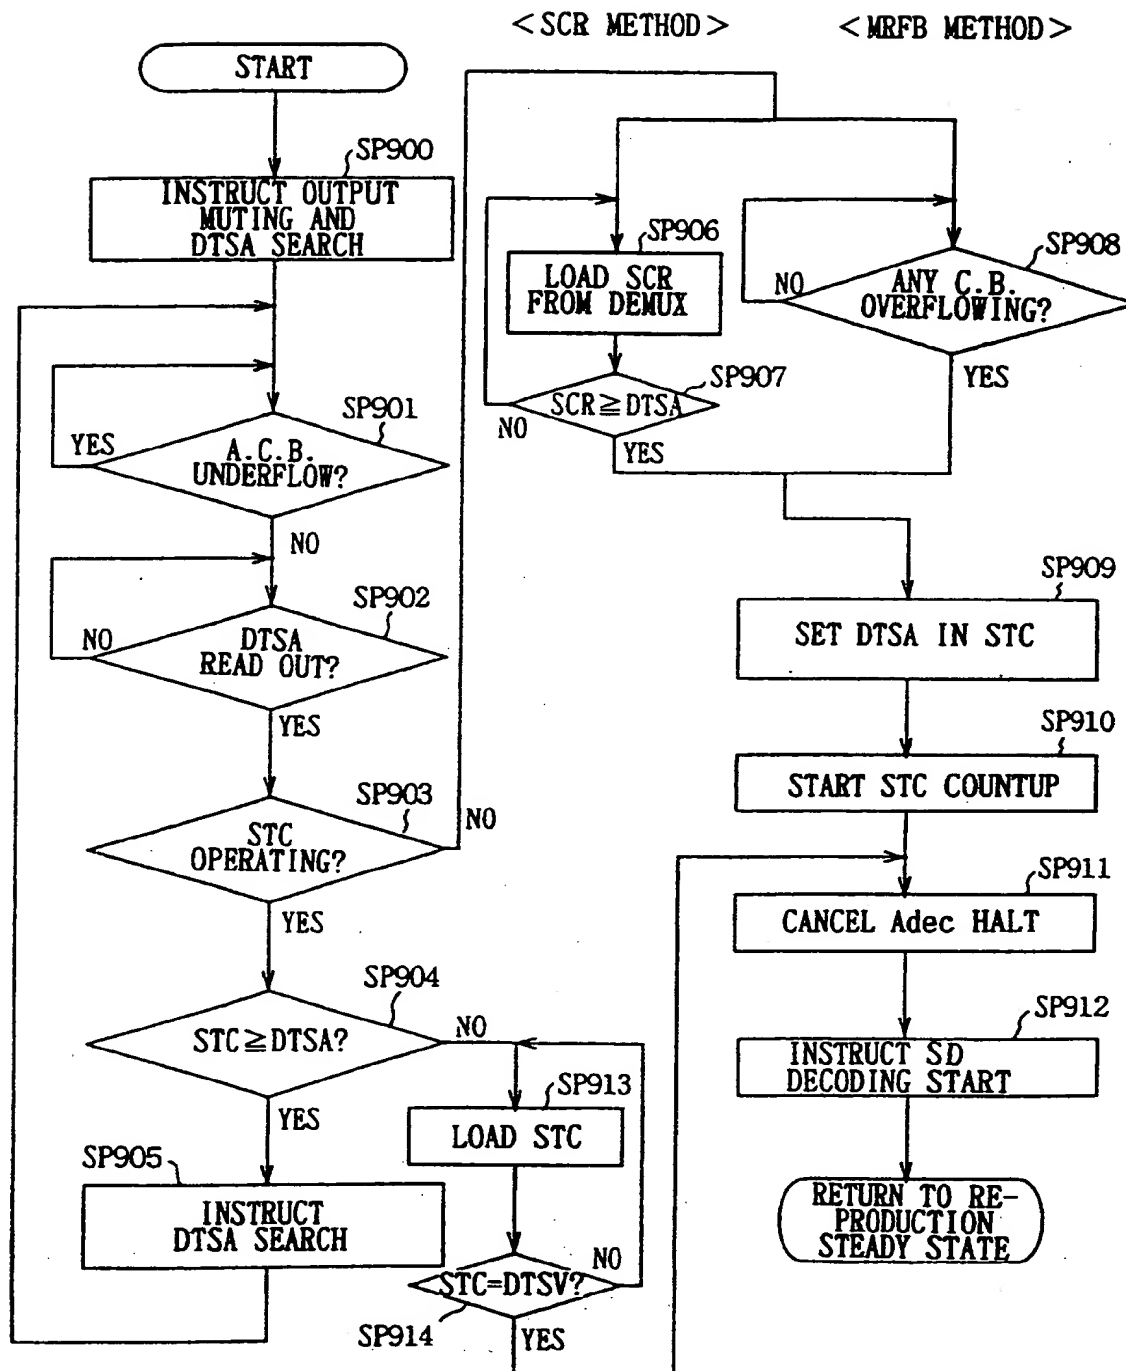 < SCR METHOD >
< MRFB METHOD >
START
SP900
INSTRUCT OUTPUT
MUTING AND
DTSA SEARCH
SP901
A.C.B.
UNDERFLOW?
YES
NO
SP902
DTSA
READ OUT?
NO
YES
SP903
STC
OPERATING?
NO
YES
SP904
STC≧DTSA?
NO
YES
SP905
INSTRUCT
DTSA SEARCH
SP913
LOAD STC
STC=DTSV?
NO
SP914
YES
SP906
LOAD SCR
FROM DEMUX
SP907
SCR≧DTSA
NO
YES
SP908
ANY C.B.
OVERFLOWING?
NO
YES
SP909
SET DTSA IN STC
SP910
START STC COUNTUP
SP911
CANCEL Adec HALT
SP912
INSTRUCT SD
DECODING START
RETURN TO RE-
PRODUCTION
STEADY STATE